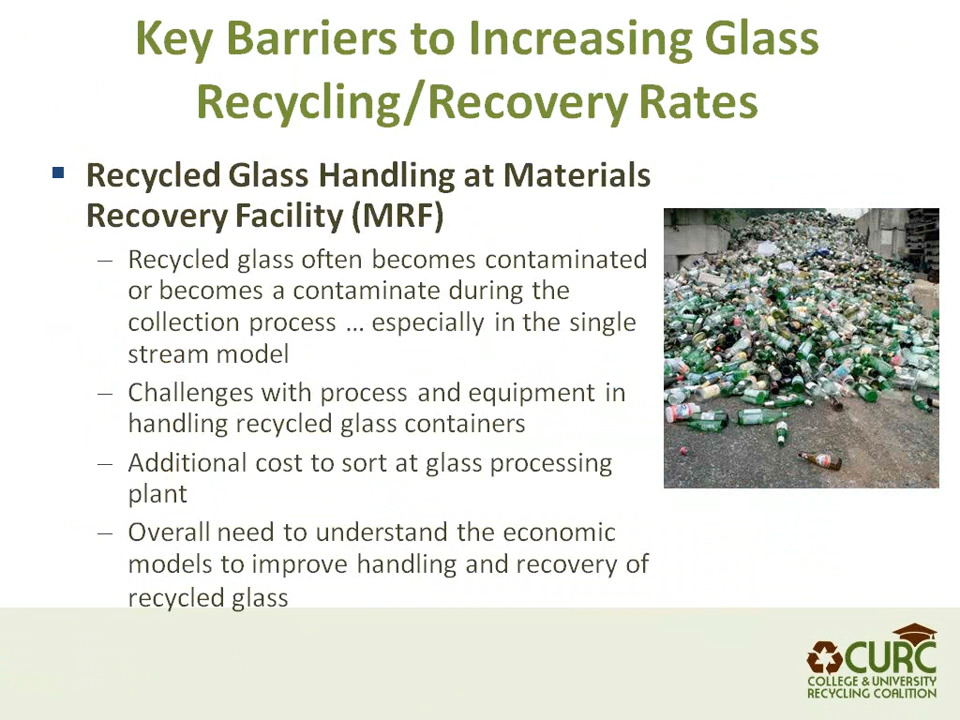 Key Barriers to Increasing Glass
Recycling/Recovery Rates
▪ Recycled Glass Handling at Materials
Recovery Facility (MRF)
– Recycled glass often becomes contaminated
or becomes a contaminate during the
collection process … especially in the single
stream model
– Challenges with process and equipment in
handling recycled glass containers
– Additional cost to sort at glass processing
plant
– Overall need to understand the economic
models to improve handling and recovery of
recycled glass
CURC
COLLEGE & UNIVERSITY
RECYCLING COALITION